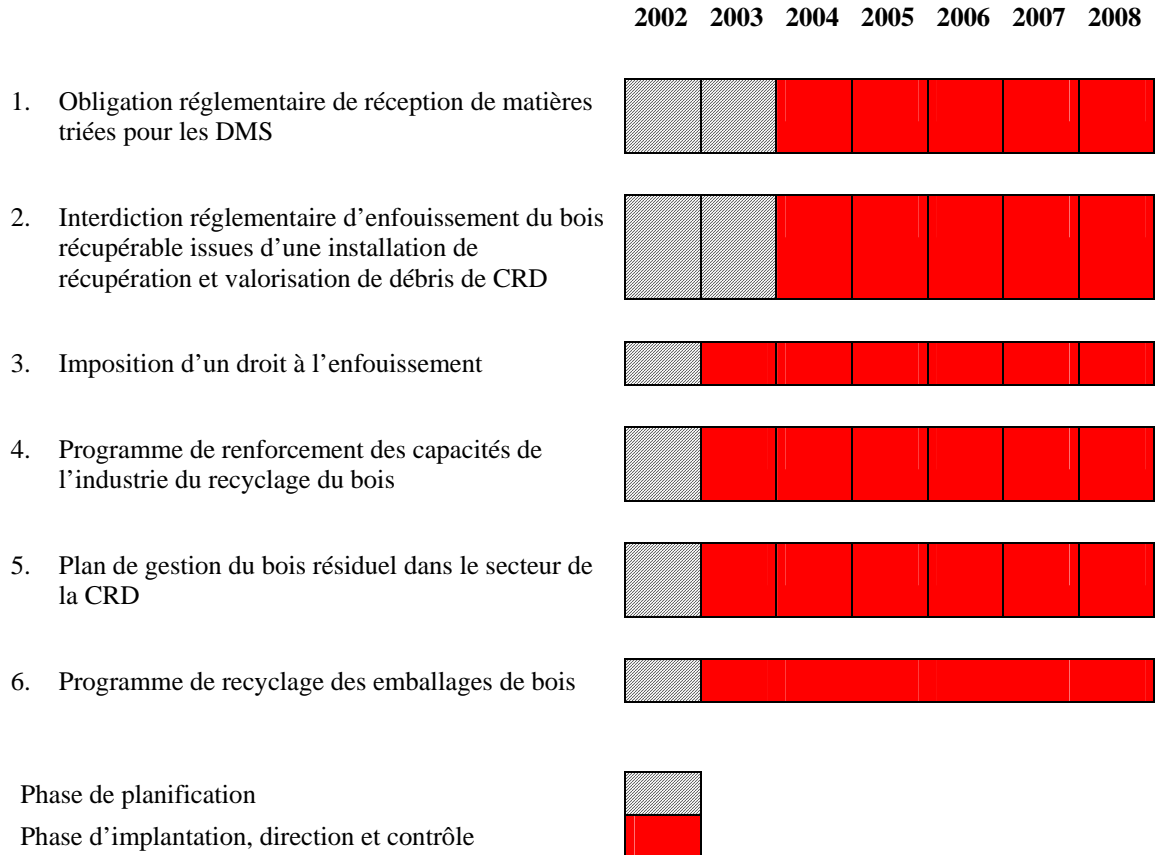 2002 2003 2004 2005 2006 2007 2008
1. Obligation réglementaire de réception de matières
triées pour les DMS
2. Interdiction réglementaire d’enfouissement du bois
récupérable issues d’une installation de
récupération et valorisation de débris de CRD
3. Imposition d’un droit à l’enfouissement
4. Programme de renforcement des capacités de
l’industrie du recyclage du bois
5. Plan de gestion du bois résiduel dans le secteur de
la CRD
6. Programme de recyclage des emballages de bois
Phase de planification
Phase d’implantation, direction et contrôle